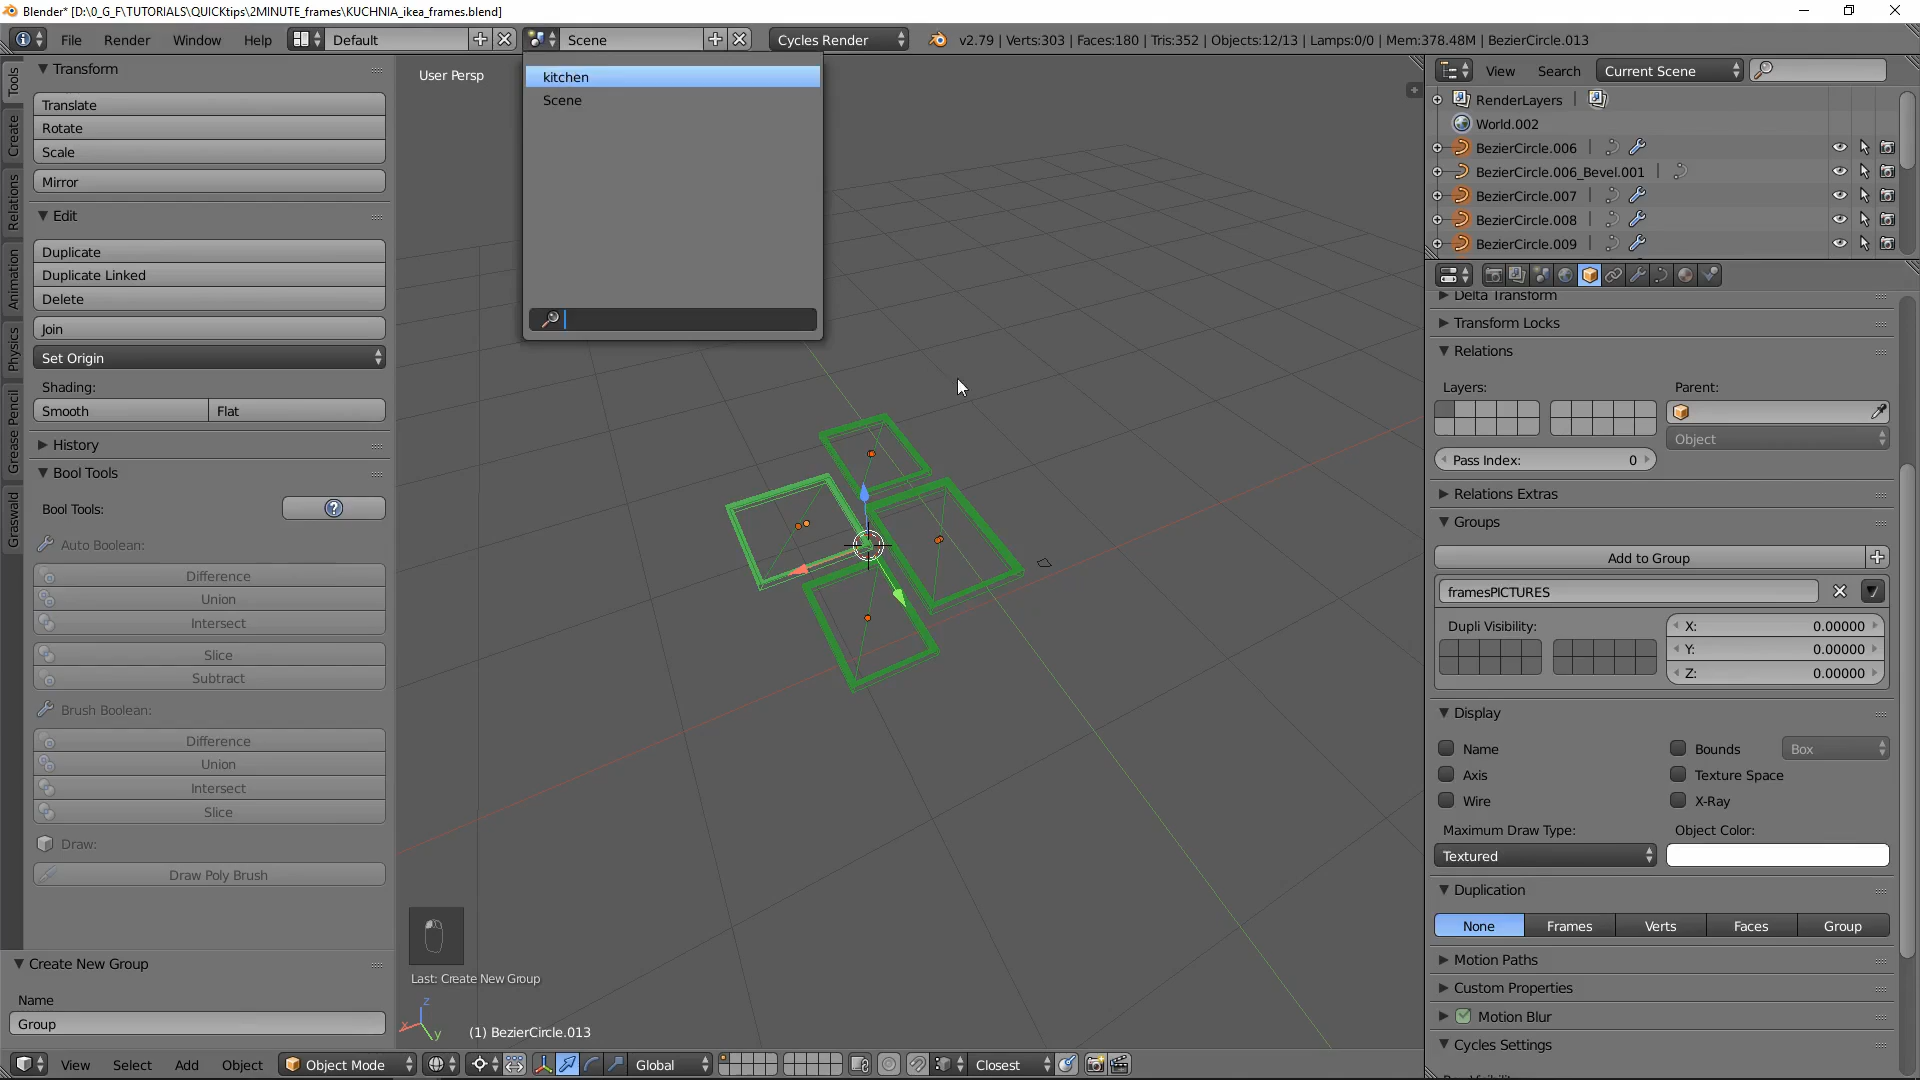 Blender* [D:\0_G_F\TUTORIALS\QUICKtips\2MINUTE_frames\KUCHNIA_ikea_frames.blend]
File Render Window Help Default Scene Cycles Render v2.79 | Verts:303 | Faces:180 | Tris:352 | Objects:12/13 | Lamps:0/0 | Mem:378.48M | BezierCircle.013
Tools
Create
Relations
Animation
Physics
Grease Pencil
Graswald
Transform
Translate
Rotate
Scale
Mirror
Edit
Duplicate
Duplicate Linked
Delete
Join
Set Origin
Shading:
Smooth Flat
History
Bool Tools
Bool Tools:
Auto Boolean:
Difference
Union
Intersect
Slice
Subtract
Brush Boolean:
Difference
Union
Intersect
Slice
Draw:
Draw Poly Brush
Create New Group
Name
Group
User Persp
kitchen
Scene
Last: Create New Group
z
x
y
(1) BezierCircle.013
View Select Add Object Object Mode Global Closest
View Search Current Scene
RenderLayers
World.002
BezierCircle.006
BezierCircle.006_Bevel.001
BezierCircle.007
BezierCircle.008
BezierCircle.009
Delta Transform
Transform Locks
Relations
Layers: Parent:
Object
Pass Index: 0
Relations Extras
Groups
Add to Group
framesPICTURES
Dupli Visibility: X: 0.00000
Y: 0.00000
Z: 0.00000
Display
Name Bounds Box
Axis Texture Space
Wire X-Ray
Maximum Draw Type: Object Color:
Textured
Duplication
None Frames Verts Faces Group
Motion Paths
Custom Properties
Motion Blur
Cycles Settings